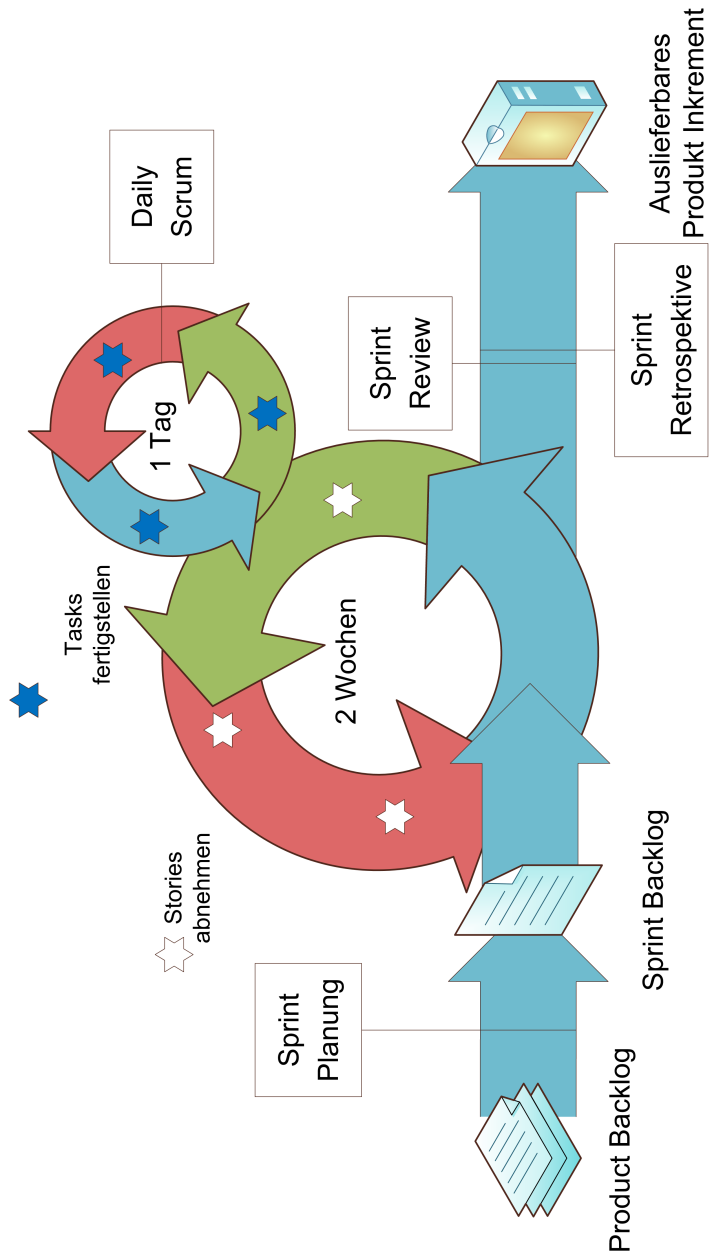 Tasks
fertigstellen
1 Tag
Daily
Scrum
Stories
abnehmen
2 Wochen
Sprint
Planung
Sprint
Review
Product Backlog
Sprint Backlog
Sprint
Retrospektive
Auslieferbares
Produkt Inkrement